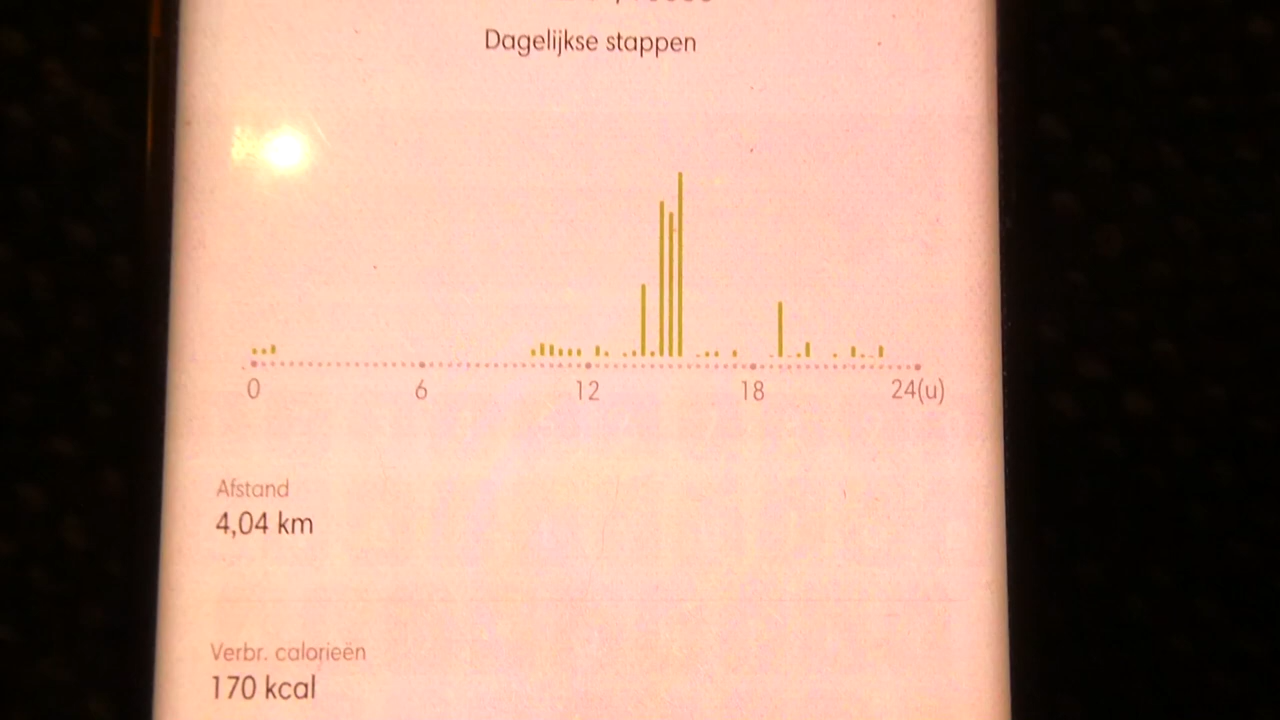 Dagelijkse stappen
0 6 12 18 24(u)
Afstand
4,04 km
Verbr. calorieën
170 kcal